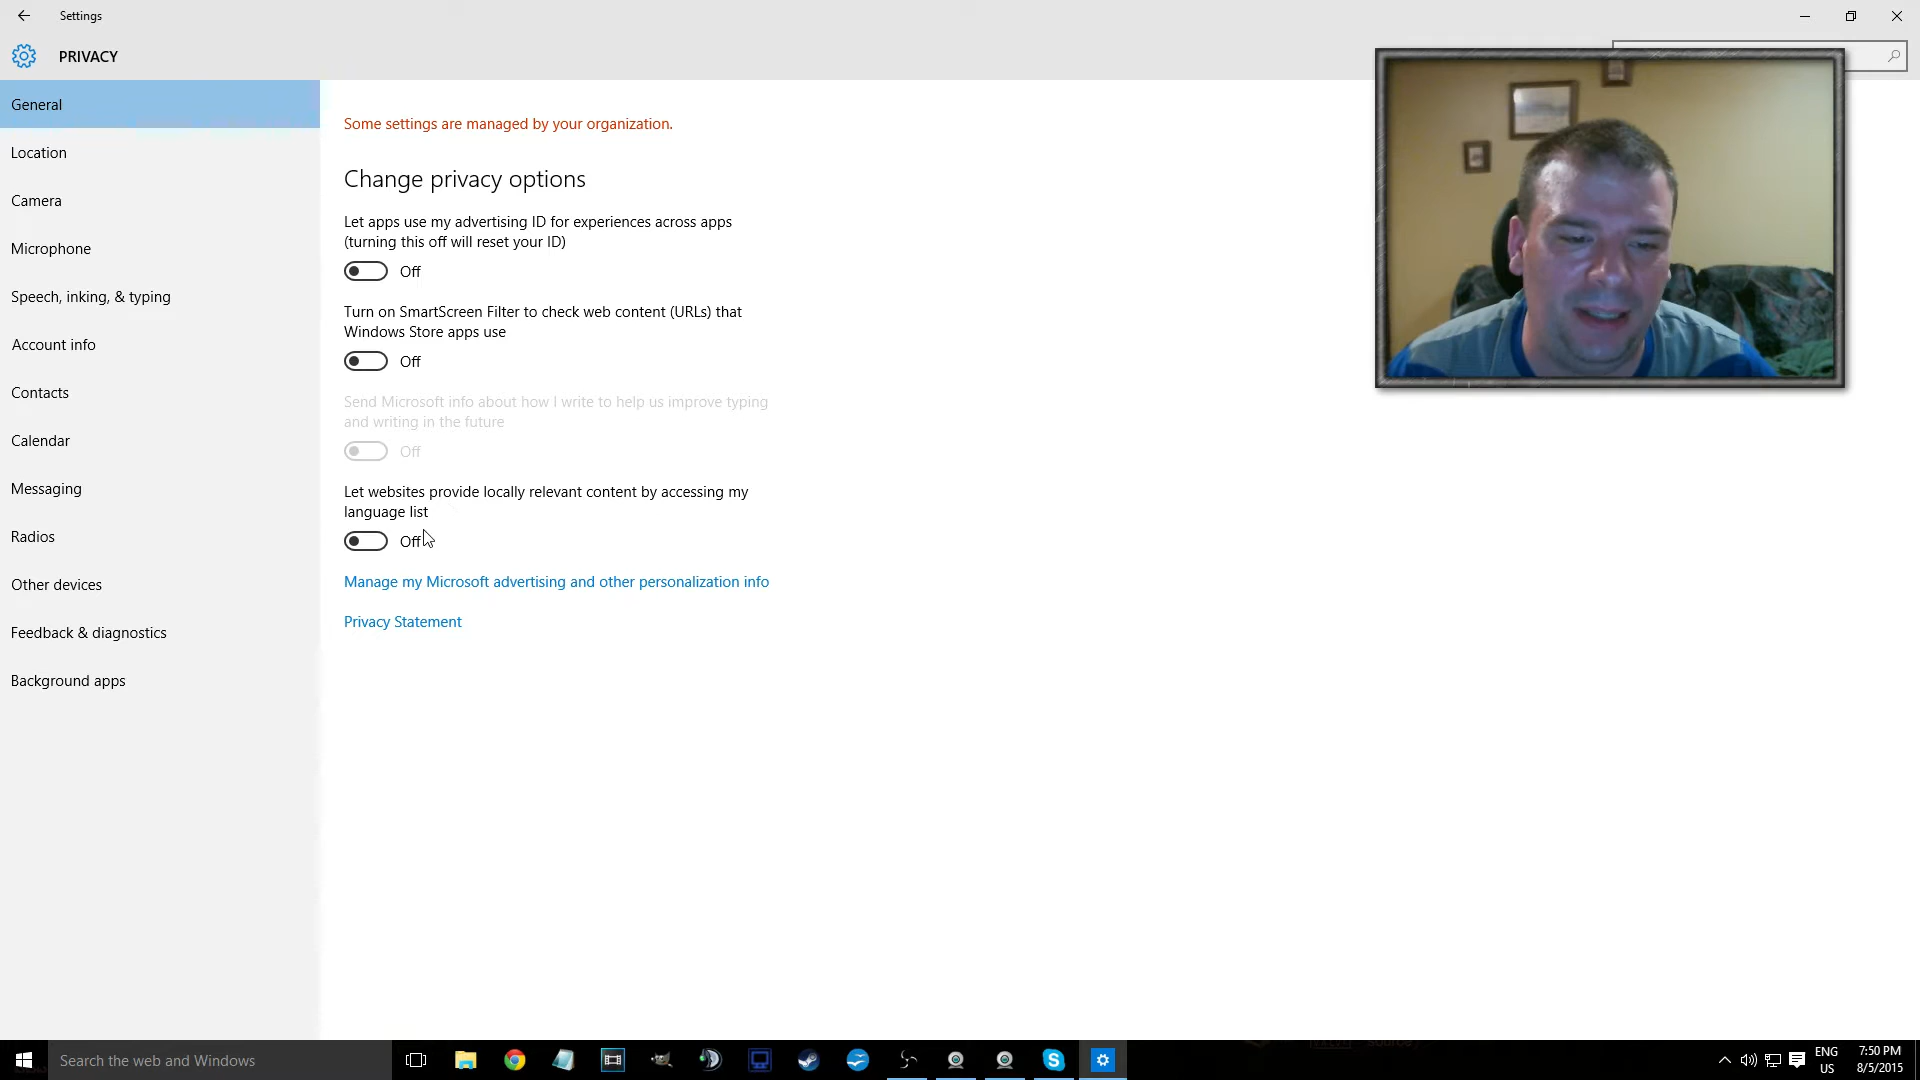 Settings
PRIVACY
General
Location
Camera
Microphone
Speech, inking, & typing
Account info
Contacts
Calendar
Messaging
Radios
Other devices
Feedback & diagnostics
Background apps
Some settings are managed by your organization.
Change privacy options
Let apps use my advertising ID for experiences across apps
(turning this off will reset your ID)
Off
Turn on SmartScreen Filter to check web content (URLs) that
Windows Store apps use
Off
Send Microsoft info about how I write to help us improve typing
and writing in the future
Off
Let websites provide locally relevant content by accessing my
language list
Off
Manage my Microsoft advertising and other personalization info
Privacy Statement
Search the web and Windows
ENG
US
7:50 PM
8/5/2015